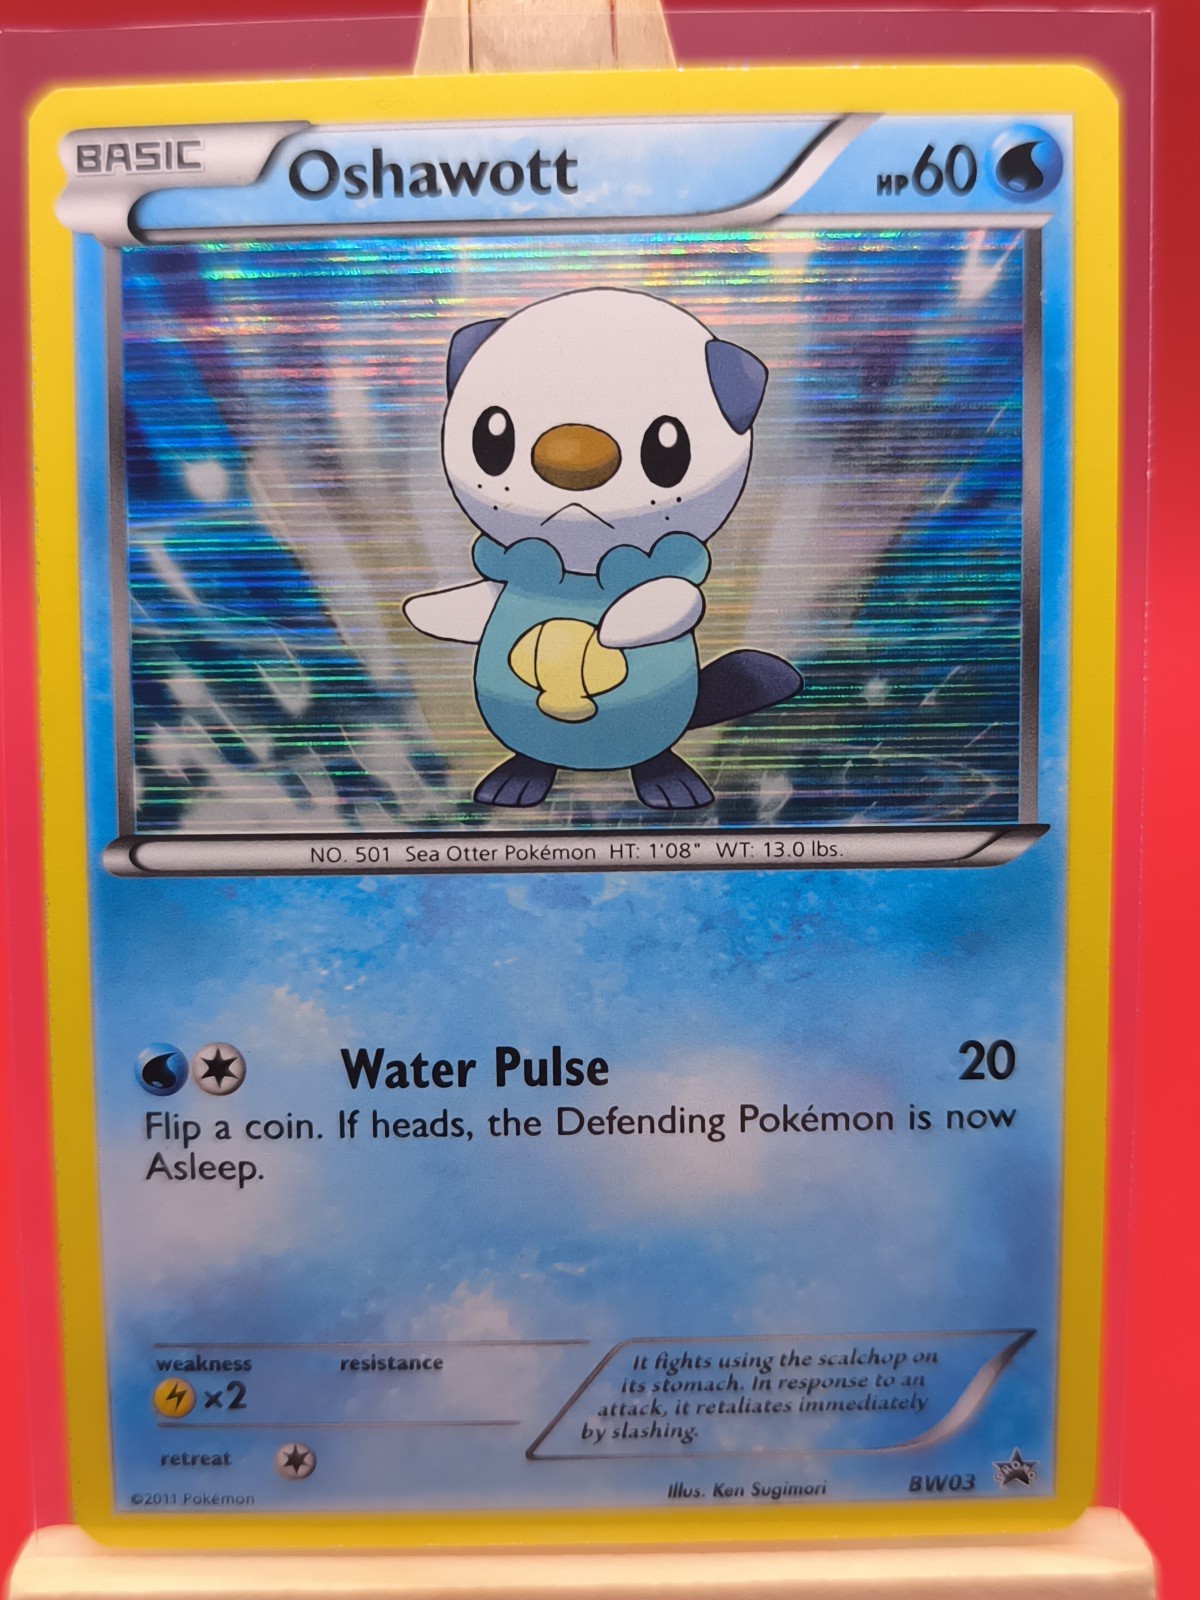 BASIC
Oshawott
HP60
NO. 501 Sea Otter Pokémon HT: 1'08" WT: 13.0 lbs.
Water Pulse 20
Flip a coin. If heads, the Defending Pokémon is now
Asleep.
weakness resistance
×2
retreat
It fights using the scalchop on
its stomach. In response to an
attack, it retaliates immediately
by slashing.
Illus. Ken Sugimori
BW03
PROMO
©2011 Pokémon